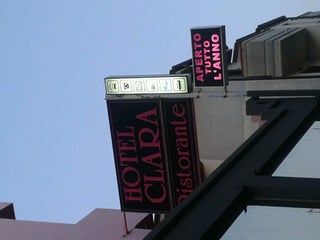 APERTO
TUTTO
L'ANNO
HOTEL
CLARA
ristorante